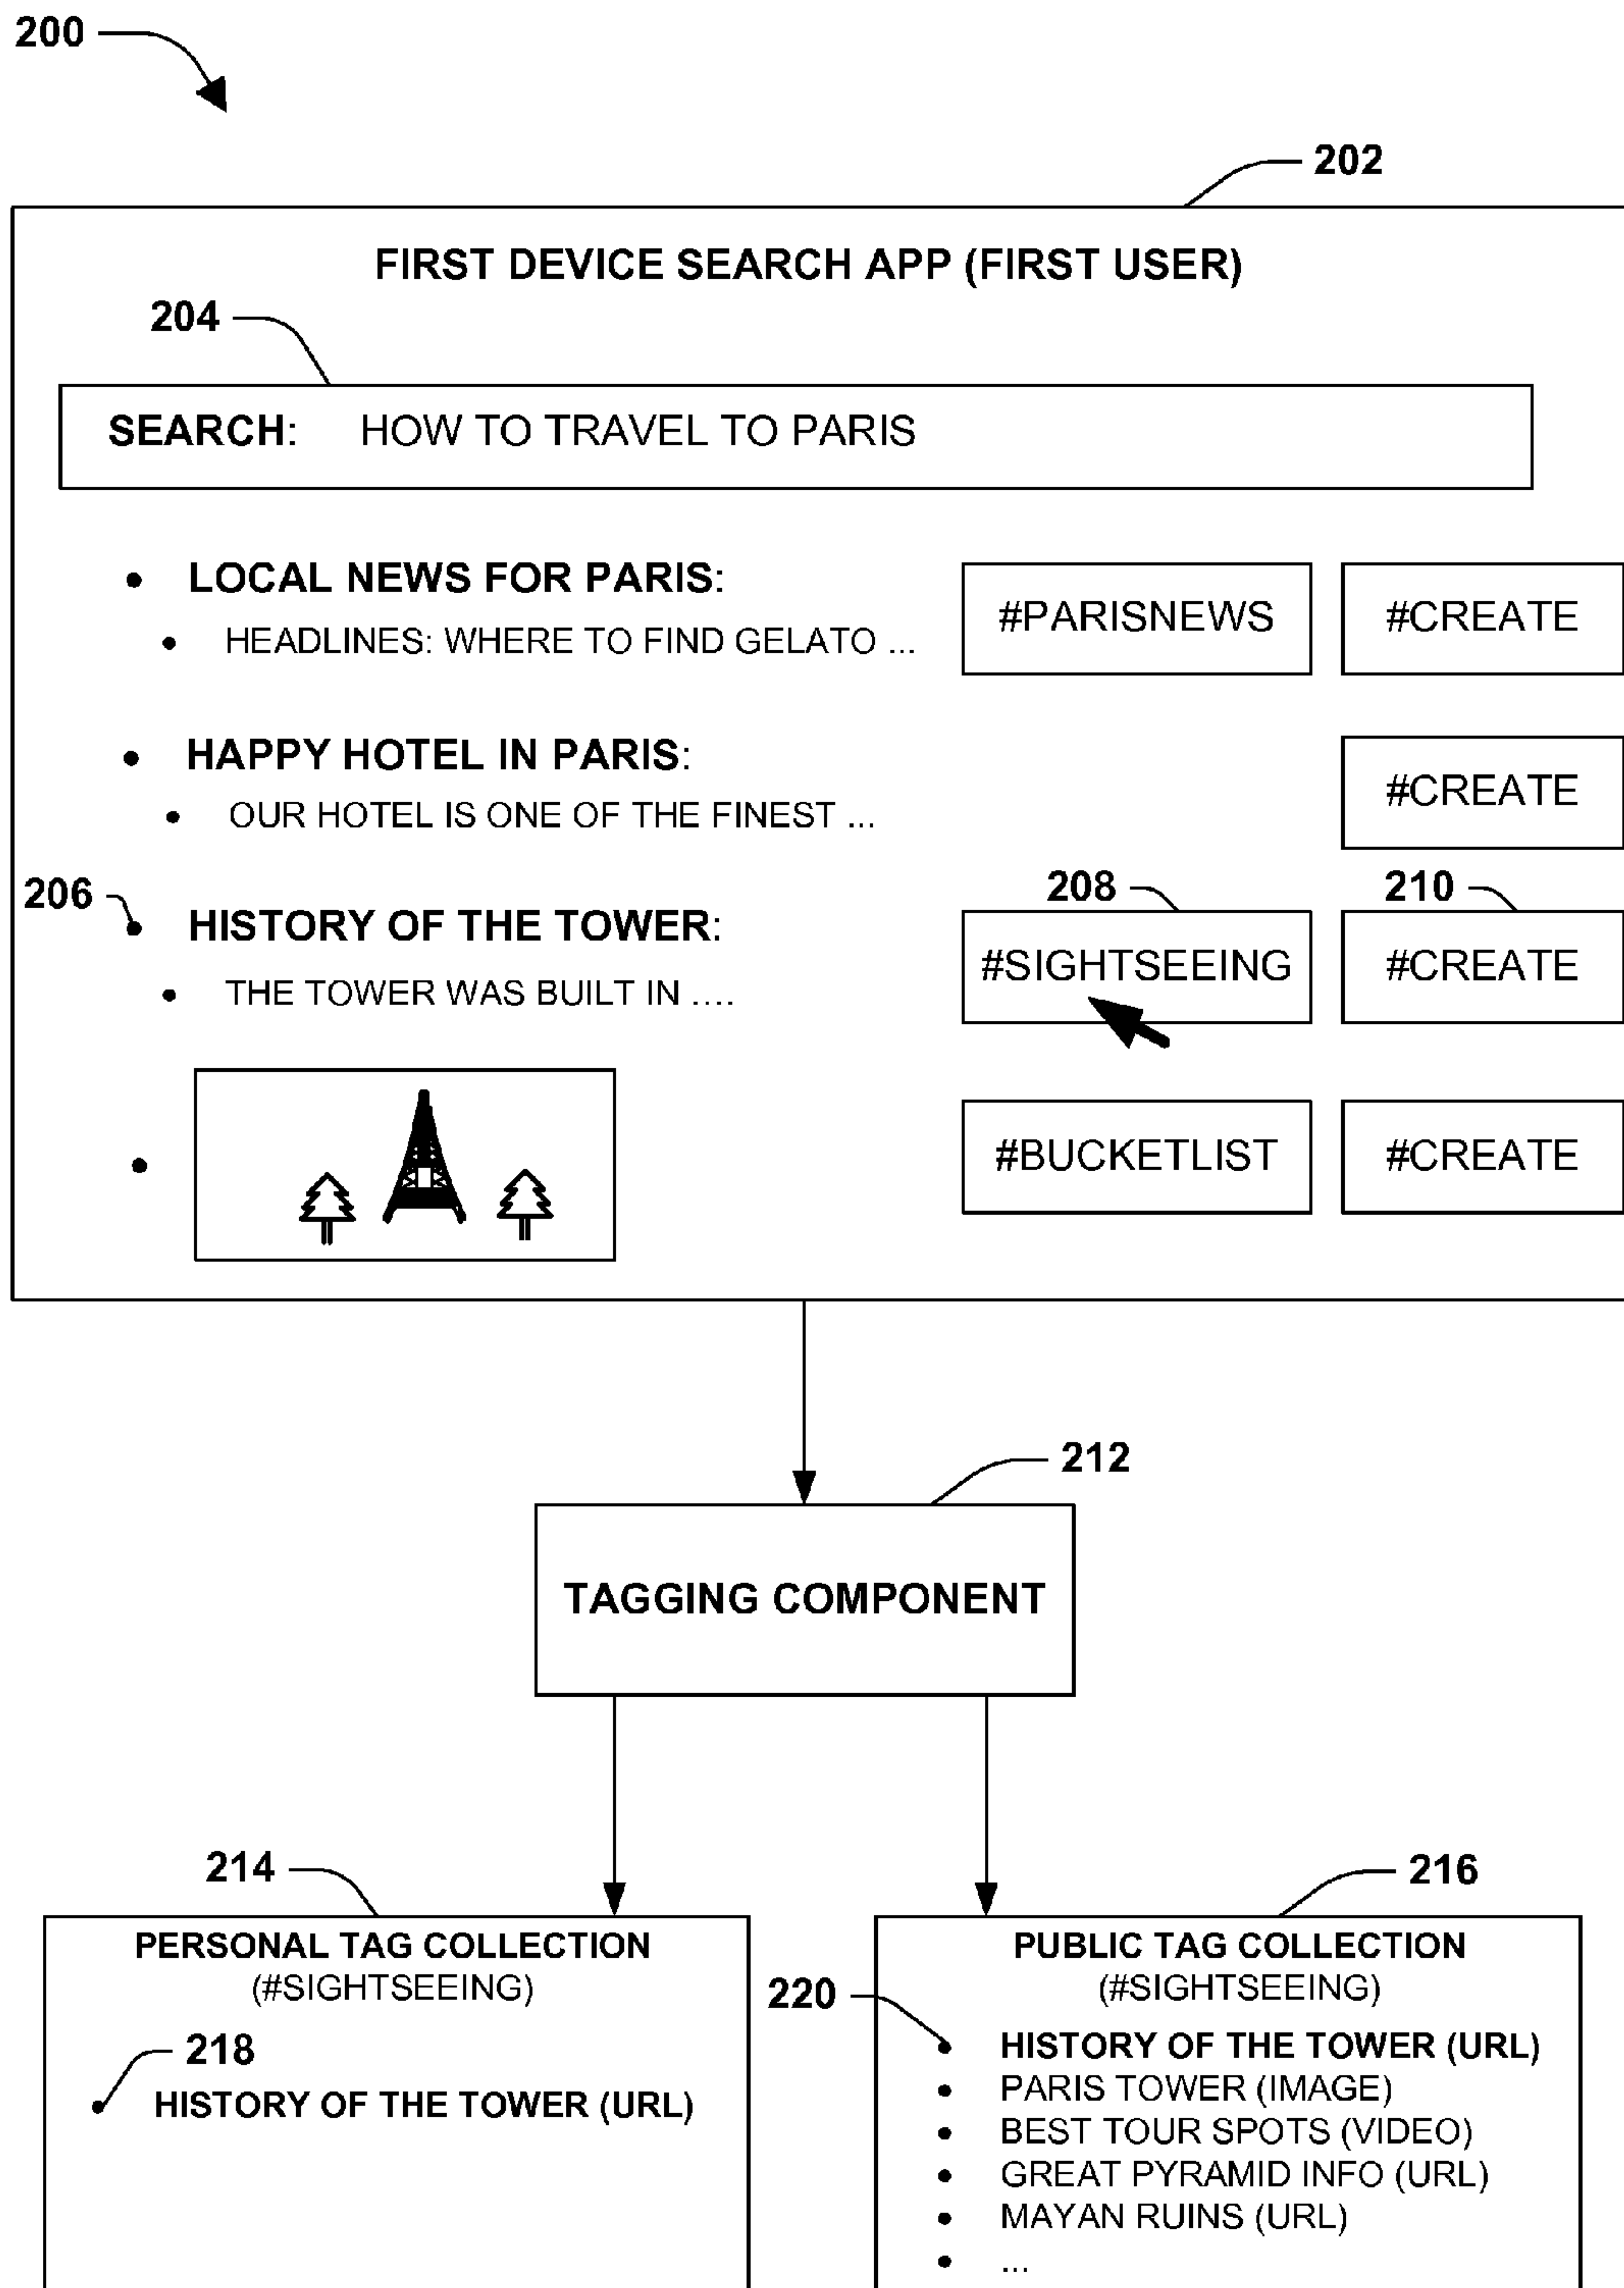 200
202
FIRST DEVICE SEARCH APP (FIRST USER)
204
SEARCH: HOW TO TRAVEL TO PARIS
• LOCAL NEWS FOR PARIS:
#PARISNEWS
#CREATE
• HEADLINES: WHERE TO FIND GELATO ...
• HAPPY HOTEL IN PARIS:
#CREATE
• OUR HOTEL IS ONE OF THE FINEST ...
206
208
210
• HISTORY OF THE TOWER:
#SIGHTSEEING
#CREATE
• THE TOWER WAS BUILT IN ....
•
#BUCKETLIST
#CREATE
212
TAGGING COMPONENT
214
PERSONAL TAG COLLECTION
(#SIGHTSEEING)
218
• HISTORY OF THE TOWER (URL)
216
PUBLIC TAG COLLECTION
(#SIGHTSEEING)
220
• HISTORY OF THE TOWER (URL)
• PARIS TOWER (IMAGE)
• BEST TOUR SPOTS (VIDEO)
• GREAT PYRAMID INFO (URL)
• MAYAN RUINS (URL)
• ...